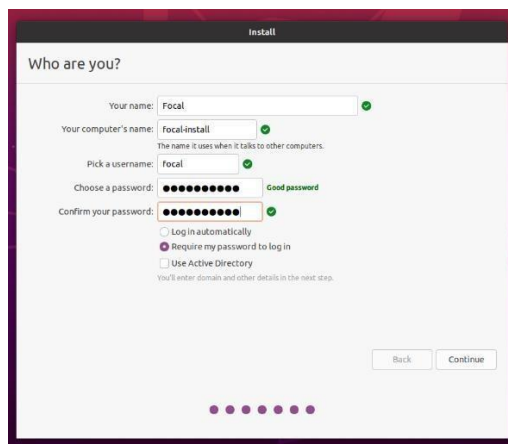 Install
Who are you?
Your name: Focal
Your computer's name: focal-install
The name it uses when it talks to other computers.
Pick a username: focal
Choose a password: ●●●●●●●●●● Good password
Confirm your password: ●●●●●●●●●●
Log in automatically
Require my password to log in
Use Active Directory
You'll enter domain and other details in the next step.
Back Continue